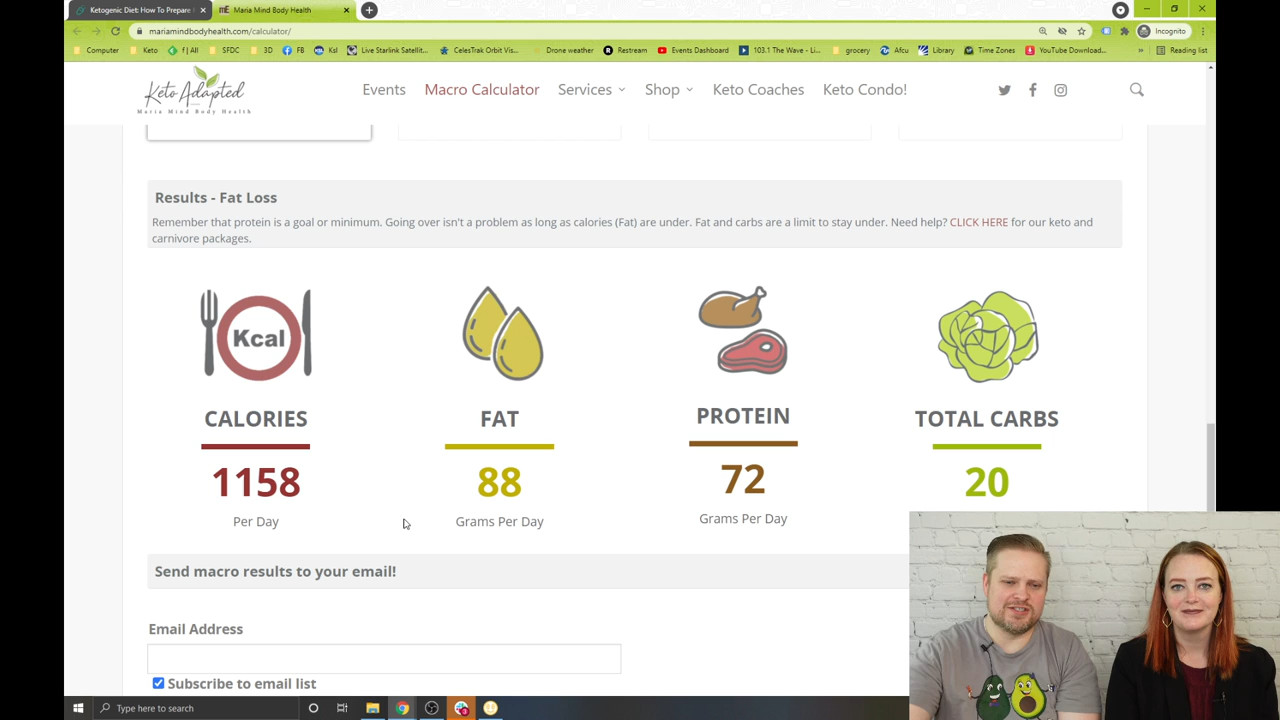 Ketogenic Diet: How To Prepare
Maria Mind Body Health
mariamindbodyhealth.com/calculator/
Incognito
Computer
Keto
f | All
SFDC
3D
FB
Ksl
Live Starlink Satellit...
CelesTrak Orbit Vis...
Drone weather
Restream
Events Dashboard
103.1 The Wave - Li...
grocery
Afcu
Library
Time Zones
YouTube Download...
»
Reading list
Keto Adapted
Maria Mind Body Health
Events
Macro Calculator
Services
Shop
Keto Coaches
Keto Condo!
Results - Fat Loss
Remember that protein is a goal or minimum. Going over isn't a problem as long as calories (Fat) are under. Fat and carbs are a limit to stay under. Need help? CLICK HERE for our keto and
carnivore packages.
Kcal
CALORIES
1158
Per Day
FAT
88
Grams Per Day
PROTEIN
72
Grams Per Day
TOTAL CARBS
20
Send macro results to your email!
Email Address
Subscribe to email list
Type here to search